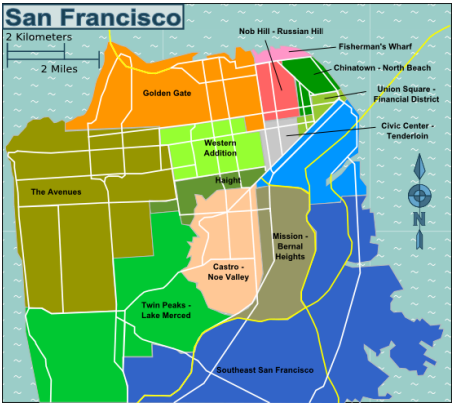 San Francisco
2 Kilometers
2 Miles
Nob Hill - Russian Hill
Fisherman's Wharf
Chinatown - North Beach
Golden Gate
Union Square -
Financial District
Civic Center -
Tenderloin
Western
Addition
Haight
The Avenues
N
Mission -
Bernal
Heights
Castro -
Noe Valley
Twin Peaks -
Lake Merced
Southeast San Francisco